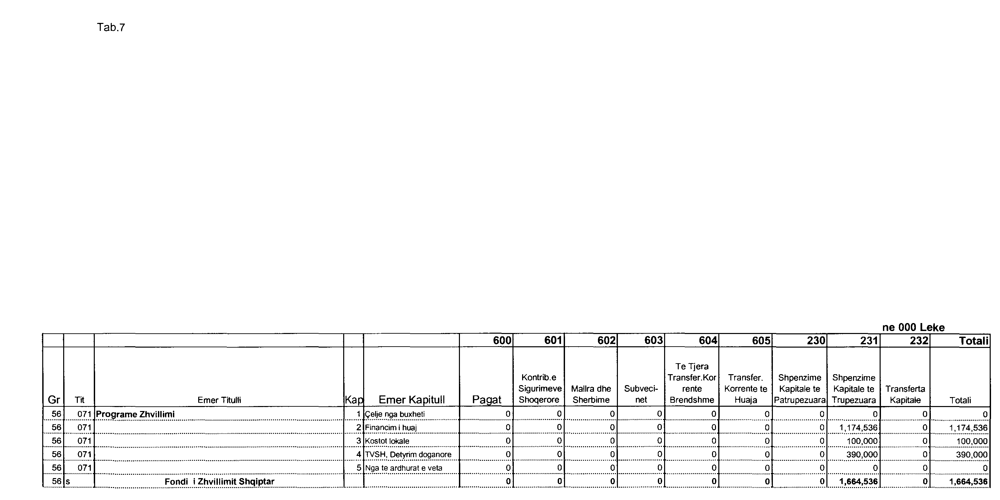 Tab.7
ne 000 Leke
600 601 602 603 604 605 230 231 232 Totali
Gr Tit Emer Titulli Kap Emer Kapitull Pagat Kontrib.e Sigurimeve Shoqerore Mallra dhe Sherbime Subveci-net Te Tjera Transfer.Kor rente Brendshme Transfer. Korrente te Huaja Shpenzime Kapitale te Patrupezuara Shpenzime Kapitale te Trupezuara Transferta Kapitale Totali
56 071 Programe Zhvillimi 1 Çelje nga buxheti 0 0 0 0 0 0 0 0 0 0
56 071 2 Financim i huaj 0 0 0 0 0 0 0 1,174,536 0 1,174,536
56 071 3 Kostot lokale 0 0 0 0 0 0 0 100,000 0 100,000
56 071 4 TVSH, Detyrim doganore 0 0 0 0 0 0 0 390,000 0 390,000
56 071 5 Nga te ardhurat e veta 0 0 0 0 0 0 0 0 0 0
56 s Fondi i Zhvillimit Shqiptar 0 0 0 0 0 0 0 1,664,536 0 1,664,536